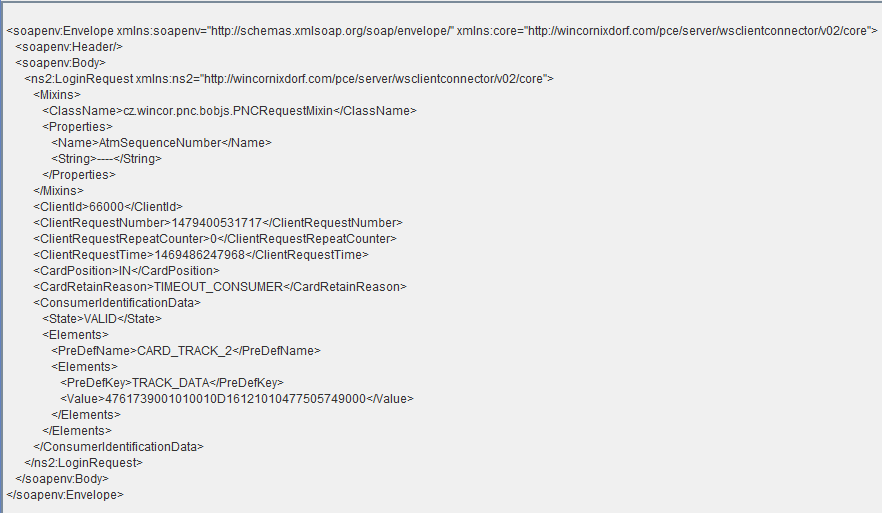 <soapenv:Envelope xmlns:soapenv="http://schemas.xmlsoap.org/soap/envelope/" xmlns:core="http://wincornixdorf.com/pce/server/wsclientconnector/v02/core">
<soapenv:Header/>
<soapenv:Body>
<ns2:LoginRequest xmlns:ns2="http://wincornixdorf.com/pce/server/wsclientconnector/v02/core">
<Mixins>
<ClassName>cz.wincor.pnc.bobjs.PNCRequestMixin</ClassName>
<Properties>
<Name>AtmSequenceNumber</Name>
<String>----</String>
</Properties>
</Mixins>
<ClientId>66000</ClientId>
<ClientRequestNumber>1479400531717</ClientRequestNumber>
<ClientRequestRepeatCounter>0</ClientRequestRepeatCounter>
<ClientRequestTime>1469486247968</ClientRequestTime>
<CardPosition>IN</CardPosition>
<CardRetainReason>TIMEOUT_CONSUMER</CardRetainReason>
<ConsumerIdentificationData>
<State>VALID</State>
<Elements>
<PreDefName>CARD_TRACK_2</PreDefName>
<Elements>
<PreDefKey>TRACK_DATA</PreDefKey>
<Value>4761739001010010D16121010477505749000</Value>
</Elements>
</Elements>
</ConsumerIdentificationData>
</ns2:LoginRequest>
</soapenv:Body>
</soapenv:Envelope>